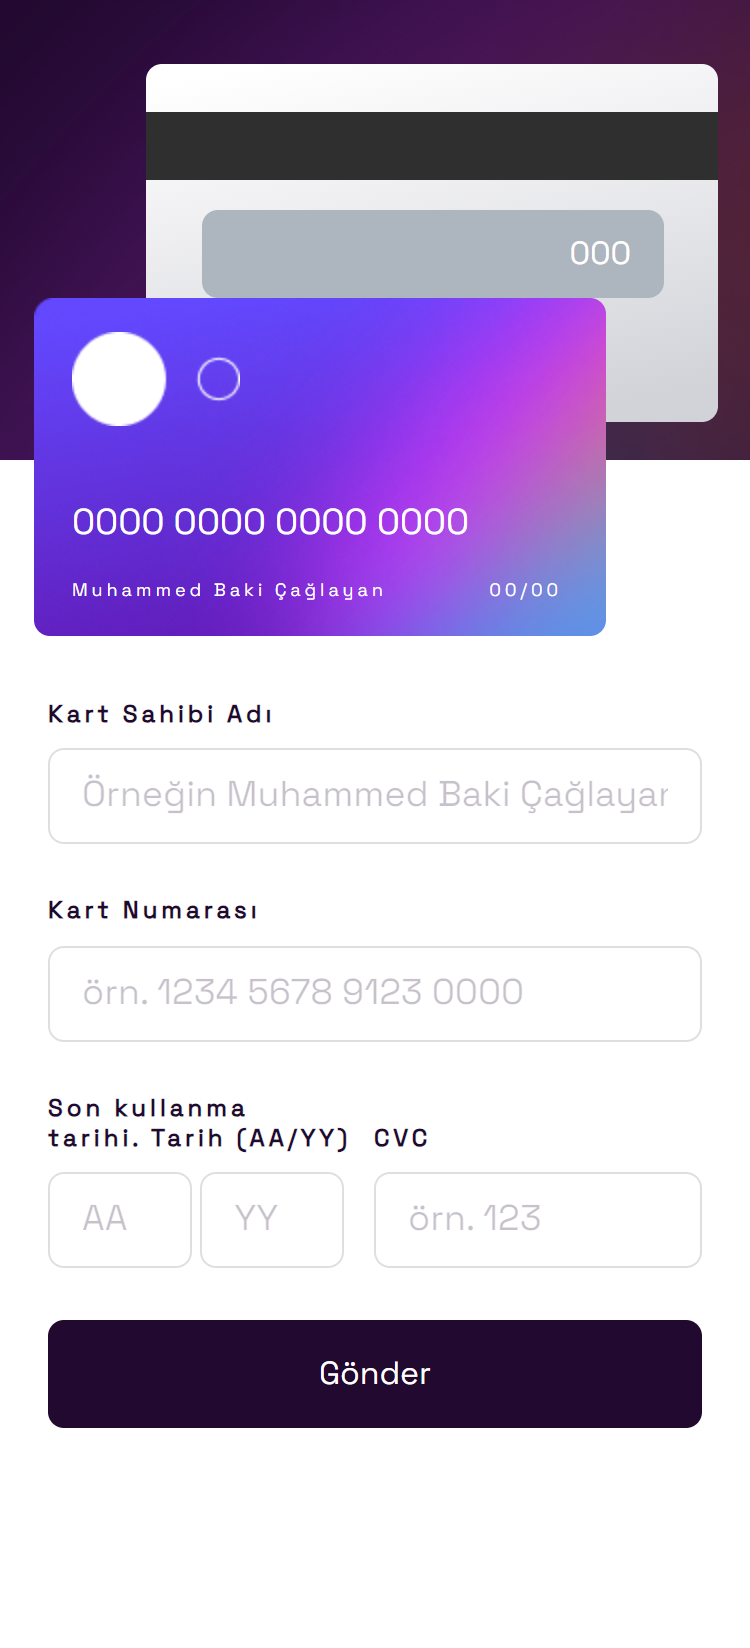 000
0000 0000 0000 0000
Muhammed Baki Çağlayan 00/00
Kart Sahibi Adı
Örneğin Muhammed Baki Çağlayan
Kart Numarası
örn. 1234 5678 9123 0000
Son kullanma
tarihi. Tarih (AA/YY) CVC
AA YY örn. 123
Gönder